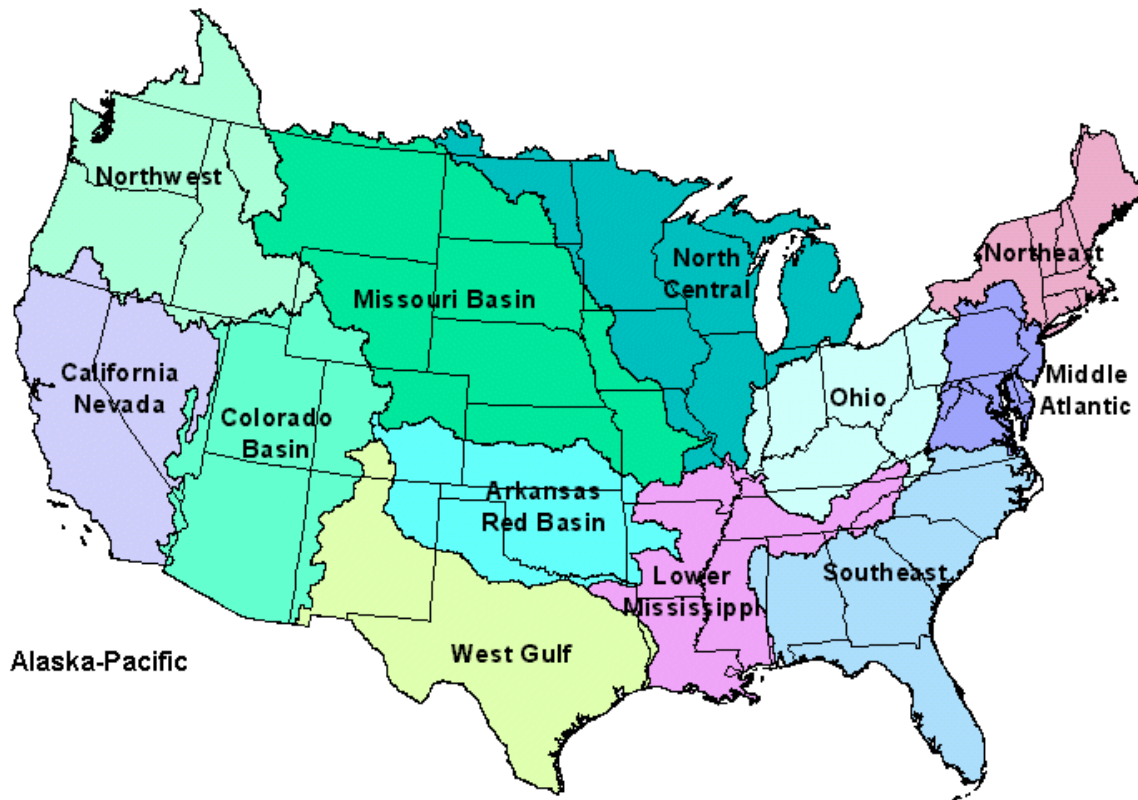 Northwest
Northeast
North
Central
Missouri Basin
California
Nevada
Middle
Atlantic
Ohio
Colorado
Basin
Arkansas
Red Basin
Lower
Mississippi
Southeast
West Gulf
Alaska-Pacific